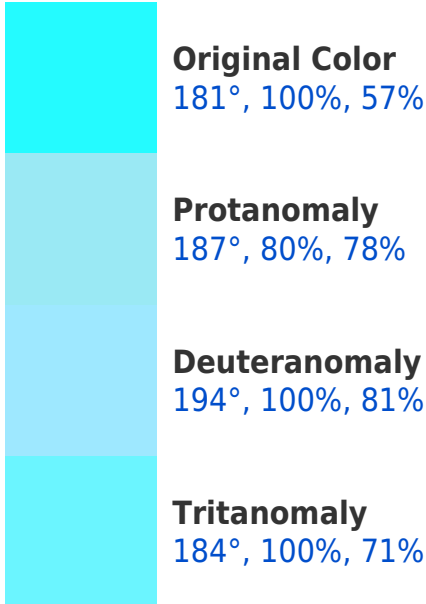 Original Color
181°, 100%, 57%
Protanomaly
187°, 80%, 78%
Deuteranomaly
194°, 100%, 81%
Tritanomaly
184°, 100%, 71%